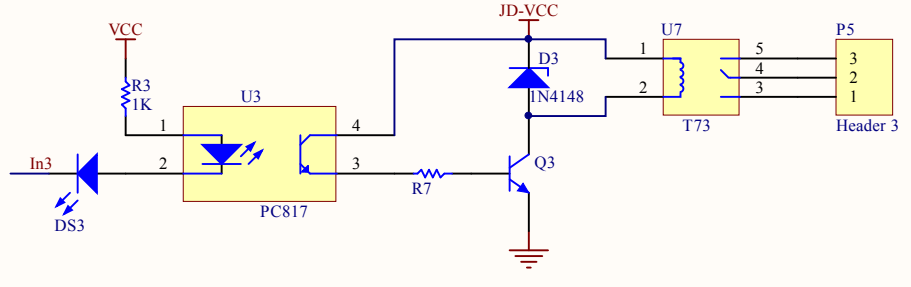 JD-VCC
VCC
U7
P5
R3
1K
D3
1N4148
1
2
5
4
3
3
2
1
T73
Header 3
U3
1
2
4
3
PC817
In3
DS3
R7
Q3